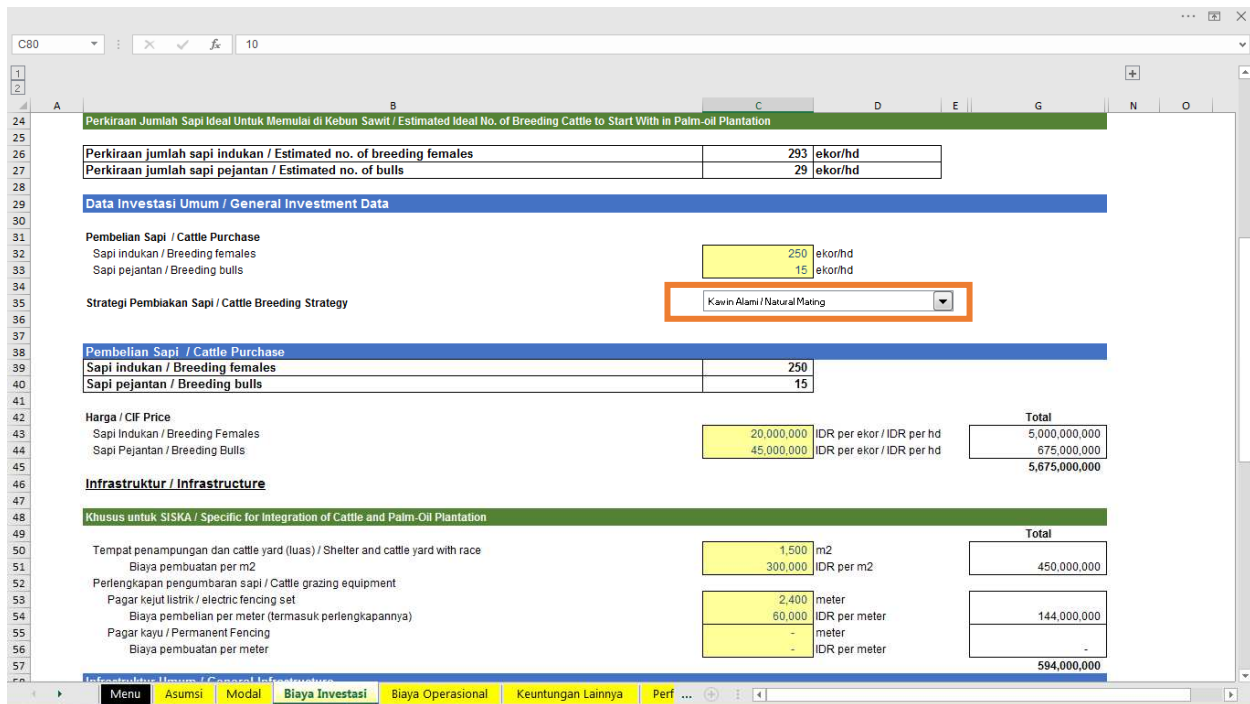 C80 fx 10
1
2
A B C D E G N O
24 Perkiraan Jumlah Sapi Ideal Untuk Memulai di Kebun Sawit / Estimated Ideal No. of Breeding Cattle to Start With in Palm-oil Plantation
25
26 Perkiraan jumlah sapi indukan / Estimated no. of breeding females 293 ekor/hd
27 Perkiraan jumlah sapi pejantan / Estimated no. of bulls 29 ekor/hd
28
29 Data Investasi Umum / General Investment Data
30
31 Pembelian Sapi / Cattle Purchase
32 Sapi indukan / Breeding females 250 ekor/hd
33 Sapi pejantan / Breeding bulls 15 ekor/hd
34
35 Strategi Pembiakan Sapi / Cattle Breeding Strategy Kawin Alami / Natural Mating
36
37
38 Pembelian Sapi / Cattle Purchase
39 Sapi indukan / Breeding females 250
40 Sapi pejantan / Breeding bulls 15
41
42 Harga / CIF Price Total
43 Sapi Indukan / Breeding Females 20,000,000 IDR per ekor / IDR per hd 5,000,000,000
44 Sapi Pejantan / Breeding Bulls 45,000,000 IDR per ekor / IDR per hd 675,000,000
45 5,675,000,000
46 Infrastruktur / Infrastructure
47
48 Khusus untuk SISKA / Specific for Integration of Cattle and Palm-Oil Plantation
49 Total
50 Tempat penampungan dan cattle yard (luas) / Shelter and cattle yard with race 1,500 m2
51 Biaya pembuatan per m2 300,000 IDR per m2 450,000,000
52 Perlengkapan pengumbaran sapi / Cattle grazing equipment
53 Pagar kejut listrik / electric fencing set 2,400 meter
54 Biaya pembelian per meter (termasuk perlengkapannya) 60,000 IDR per meter 144,000,000
55 Pagar kayu / Permanent Fencing - meter
56 Biaya pembuatan per meter - IDR per meter -
57 594,000,000
Infrastruktur Umum / General Infrastructure
Menu Asumsi Modal Biaya Investasi Biaya Operasional Keuntungan Lainnya Perf ...